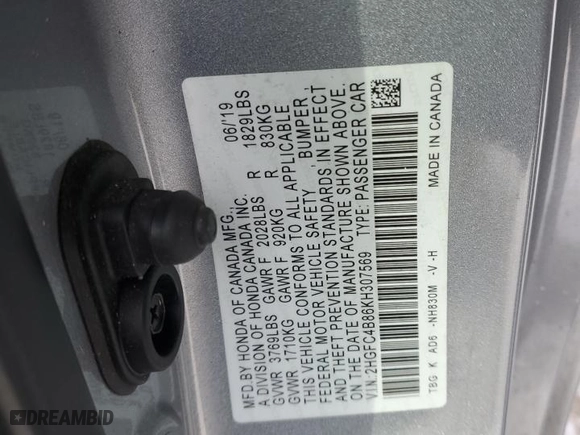 MFD.BY HONDA OF CANADA MFG., 06/19
A DIVISION OF HONDA CANADA INC.
GVWR 3769LBS GAWR F 2028LBS R 1829LBS
GVWR 1710KG GAWR F 920KG R 830KG
THIS VEHICLE CONFORMS TO ALL APPLICABLE
FEDERAL MOTOR VEHICLE SAFETY , BUMPER ,
AND THEFT PREVENTION STANDARDS IN EFFECT
ON THE DATE OF MANUFACTURE SHOWN ABOVE.
V.I.N.:2HGFC4B86KH307569 TYPE: PASSENGER CAR
TBG K AD6 -NH830M -V -H MADE IN CANADA
DREAMBID